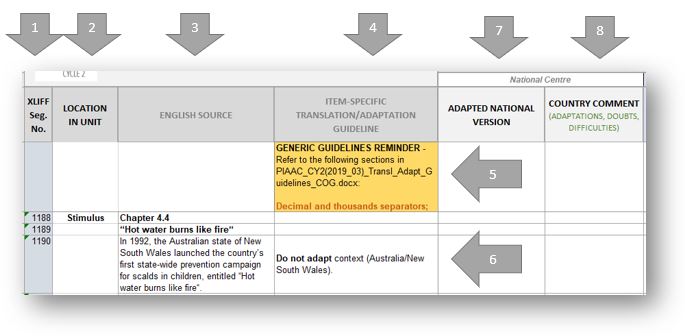 1
2
3
4
7
8
CYCLE 2
National Centre
XLIFF
Seg.
No.
LOCATION
IN UNIT
ENGLISH SOURCE
ITEM-SPECIFIC
TRANSLATION/ADAPTATION
GUIDELINE
ADAPTED NATIONAL
VERSION
COUNTRY COMMENT
(ADAPTATIONS, DOUBTS,
DIFFICULTIES)
GENERIC GUIDELINES REMINDER -
Refer to the following sections in
PIAAC_CY2(2019_03)_Transl_Adapt_G
uidelines_COG.docx:
Decimal and thousands separators;
5
1188
Stimulus
Chapter 4.4
1189
"Hot water burns like fire"
1190
In 1992, the Australian state of New
South Wales launched the country's
first state-wide prevention campaign
for scalds in children, entitled "Hot
water burns like fire".
Do not adapt context (Australia/New
South Wales).
6